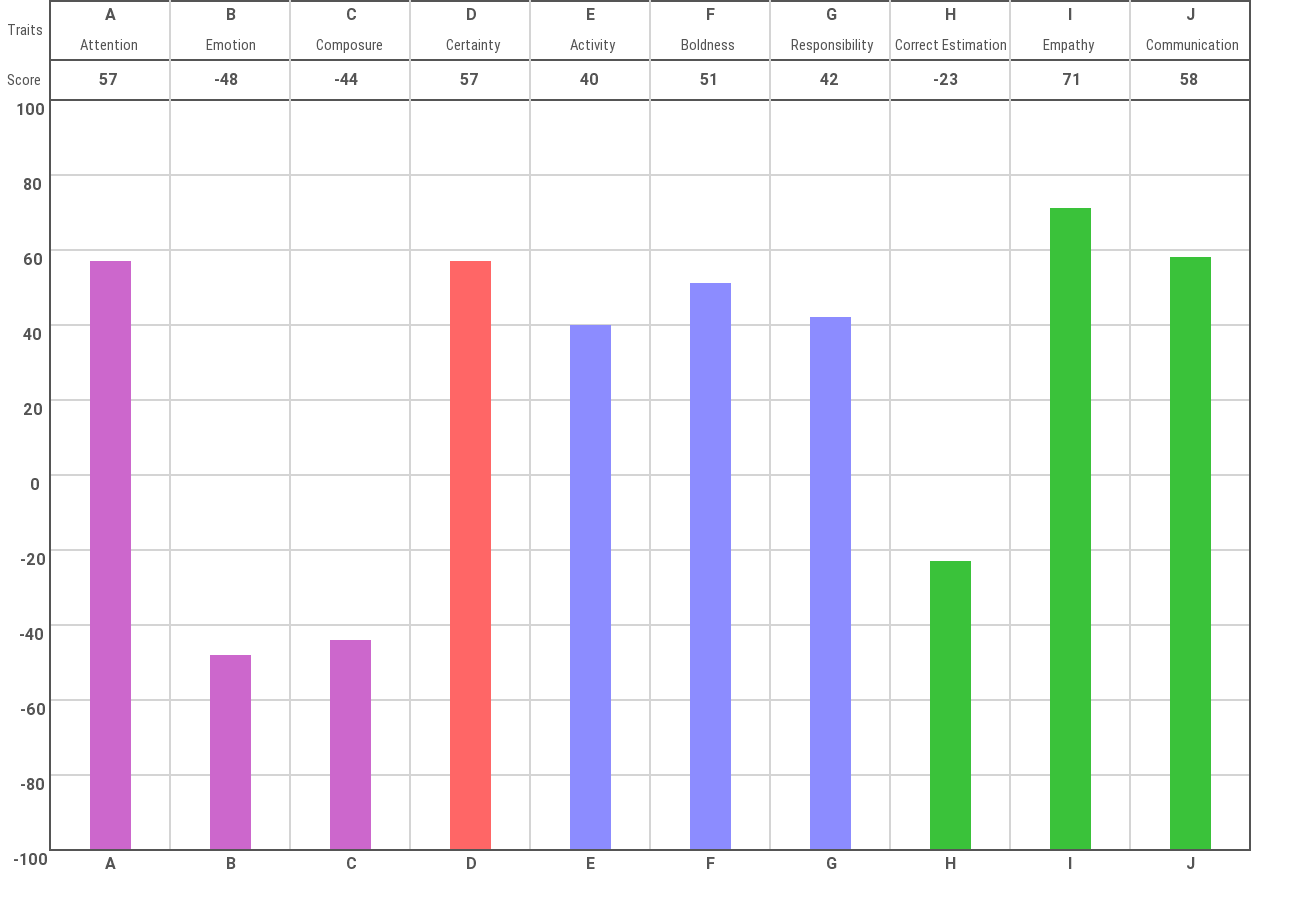 A B C D E F G H I J
Traits
Attention Emotion Composure Certainty Activity Boldness Responsibility Correct Estimation Empathy Communication
Score 57 -48 -44 57 40 51 42 -23 71 58
100
80
60
40
20
0
-20
-40
-60
-80
-100
A B C D E F G H I J